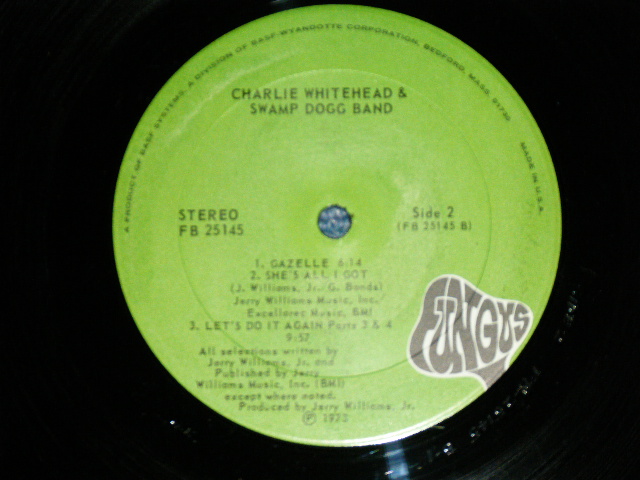 A PRODUCT OF BASF SYSTEMS, A DIVISION OF BASF WYANDOTTE CORPORATION, BEDFORD, MASS. 01730 MADE IN U.S.A.
CHARLIE WHITEHEAD &
SWAMP DOGG BAND
STEREO
FB 25145
Side 2
(FB 25145 B)
1. GAZELLE 6:14
2. SHE'S ALL I GOT
(J. Williams, Jr./G. Bonds)
Jerry Williams Music, Inc./
Excellorec Music, BMI
3. LET'S DO IT AGAIN Parts 3 & 4
9:57
All selections written by
Jerry Williams, Jr. and
Published by Jerry
Williams Music, Inc. (BMI)
except where noted.
Produced by Jerry Williams, Jr.
℗ 1973
FUNGUS